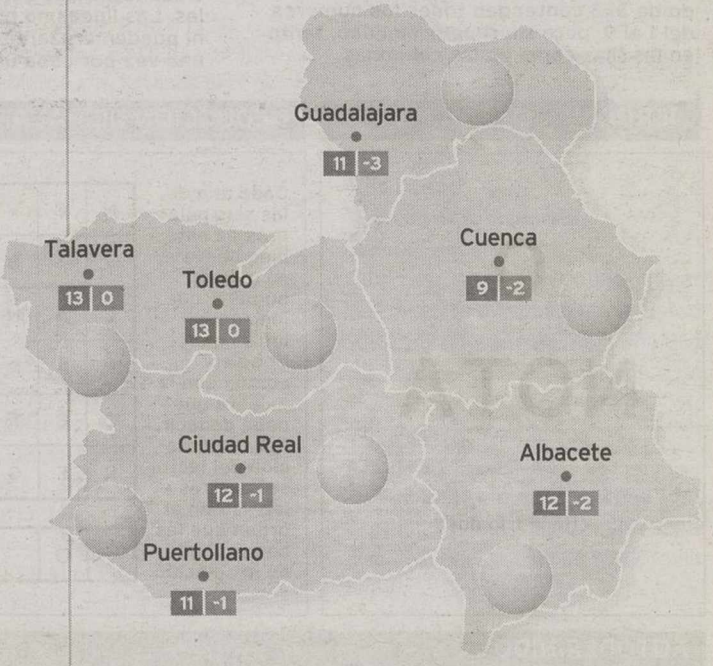 Guadalajara
11 -3
Cuenca
9 -2
Talavera
13 0
Toledo
13 0
Ciudad Real
12 -1
Albacete
12 -2
Puertollano
11 -1